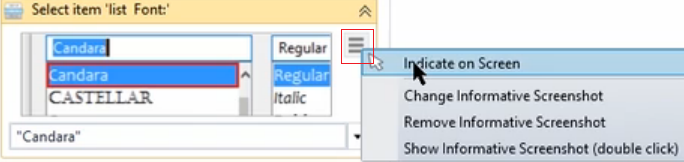 Select item 'list Font:'
Candara Regular
Candara Regular
CASTELLAR Italic
"Candara"
Indicate on Screen
Change Informative Screenshot
Remove Informative Screenshot
Show Informative Screenshot (double click)